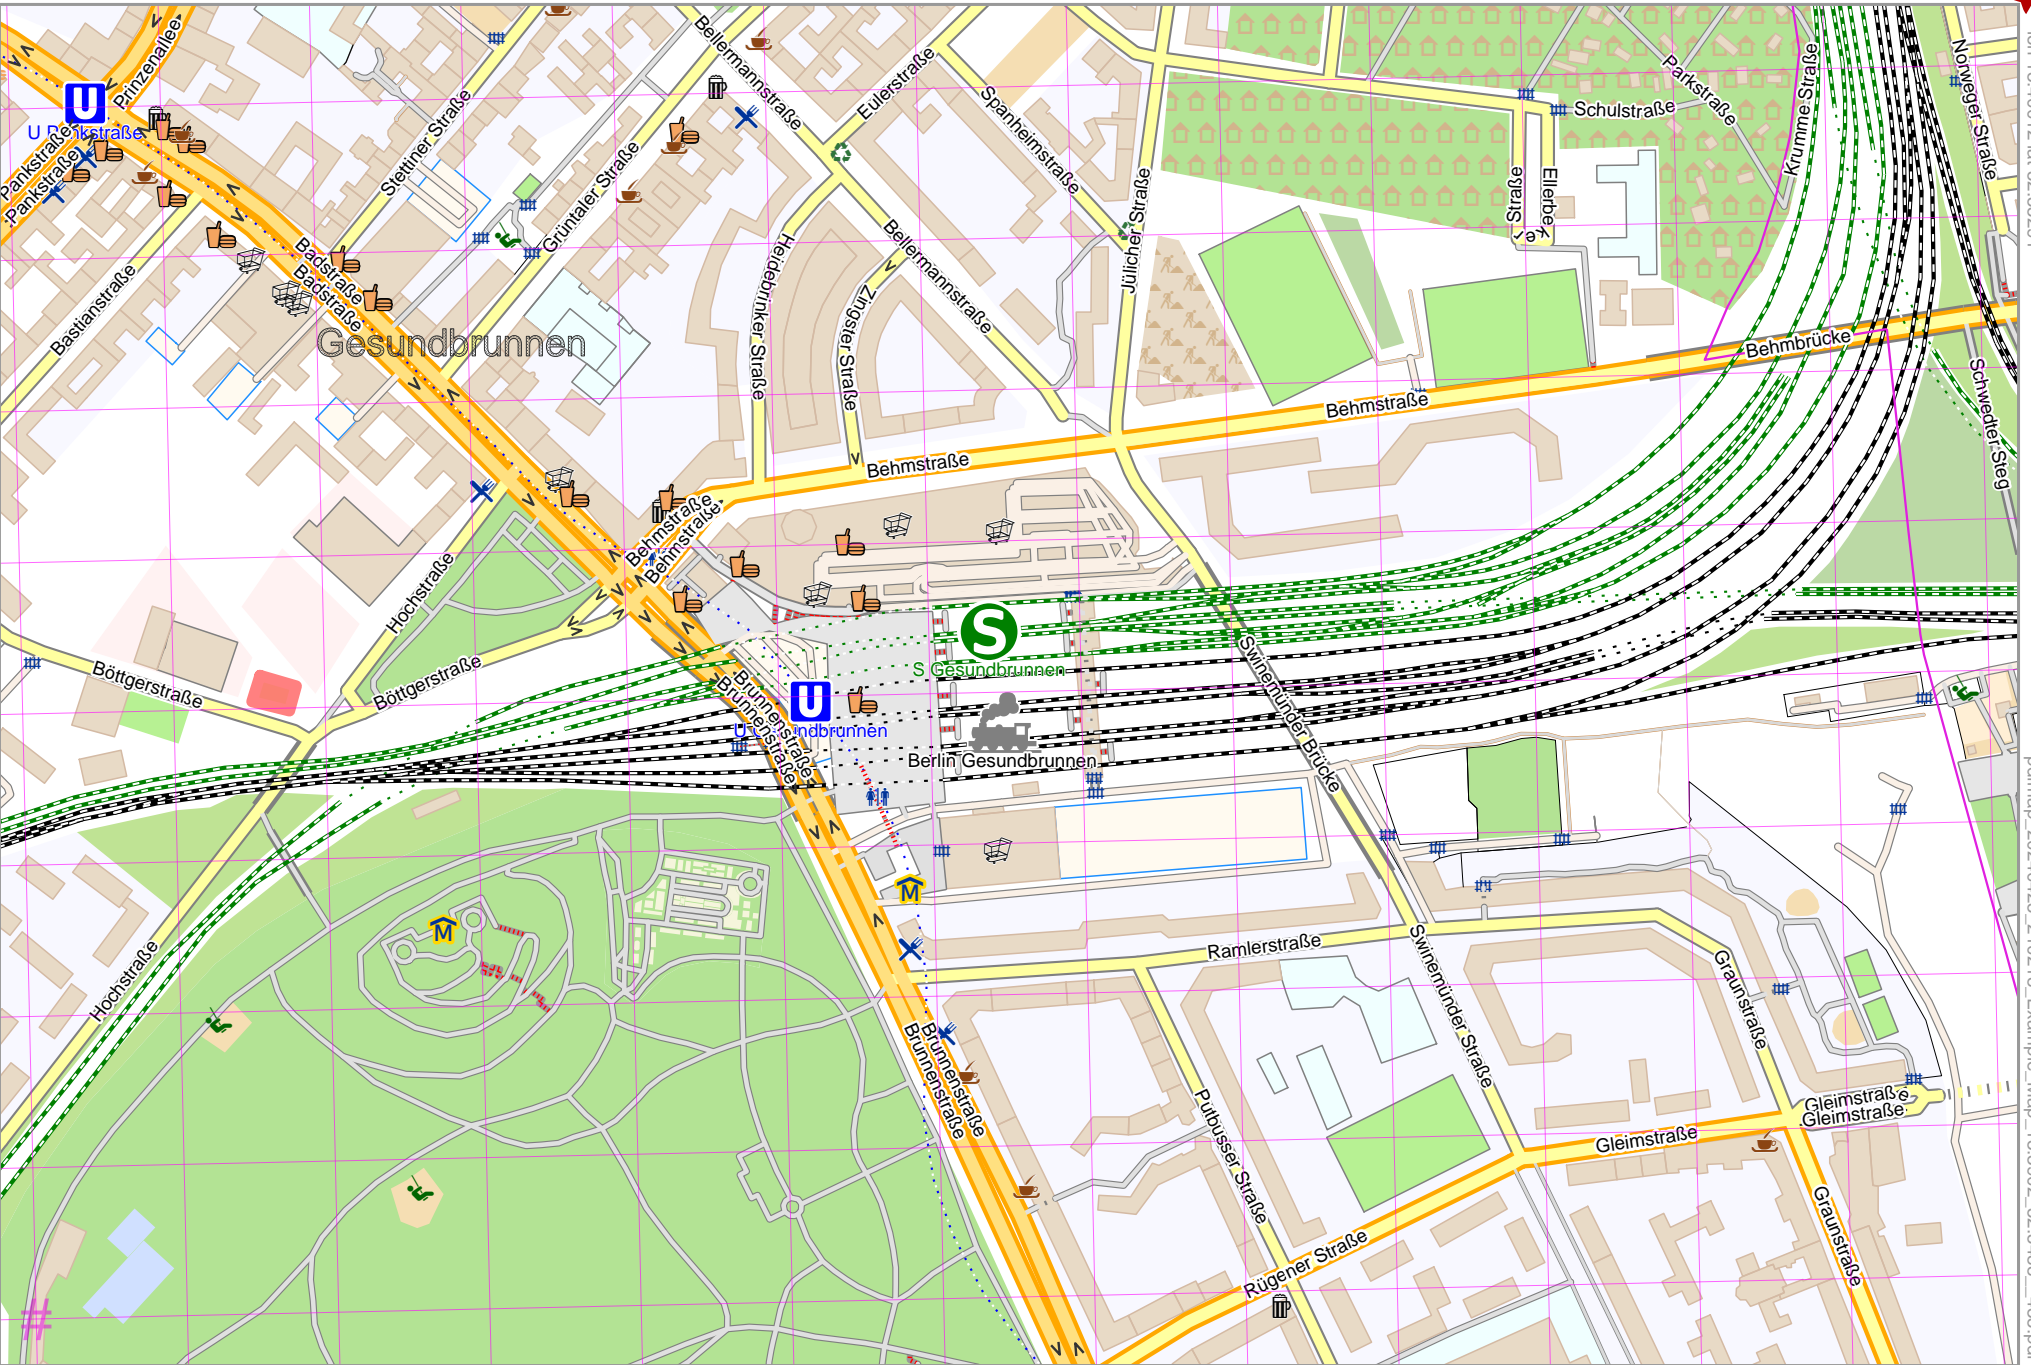 Prinzenallee
Bellermannstraße
Eulerstraße
Spanheimstraße
Parkstraße
Krumme Straße
Norweger Straße
Schulstraße
U
Pankstraße
Pankstraße
Stettiner Straße
Grüntaler Straße
Jülicher Straße
Straße
Ellerbe
Ker
Bastianstraße
Badstraße
Badstraße
Gesundbrunnen
Heidebrinker Straße
Zingster Straße
Bellermannstraße
Behmbrücke
Schwedter Steg
Behmstraße
Behmstraße
Behmstraße
Behmstraße
Hochstraße
S
S Gesundbrunnen
Böttgerstraße
Böttgerstraße
U
Brunnenstraße
Brunnenstraße
Berlin Gesundbrunnen
Swinemünder Brücke
M
M
Hochstraße
Ramlerstraße
Swinemünder Straße
Graunstraße
Brunnenstraße
Brunnenstraße
Putbusser Straße
Gleimstraße
Gleimstraße
Gleimstraße
Graunstraße
Rügener Straße
#